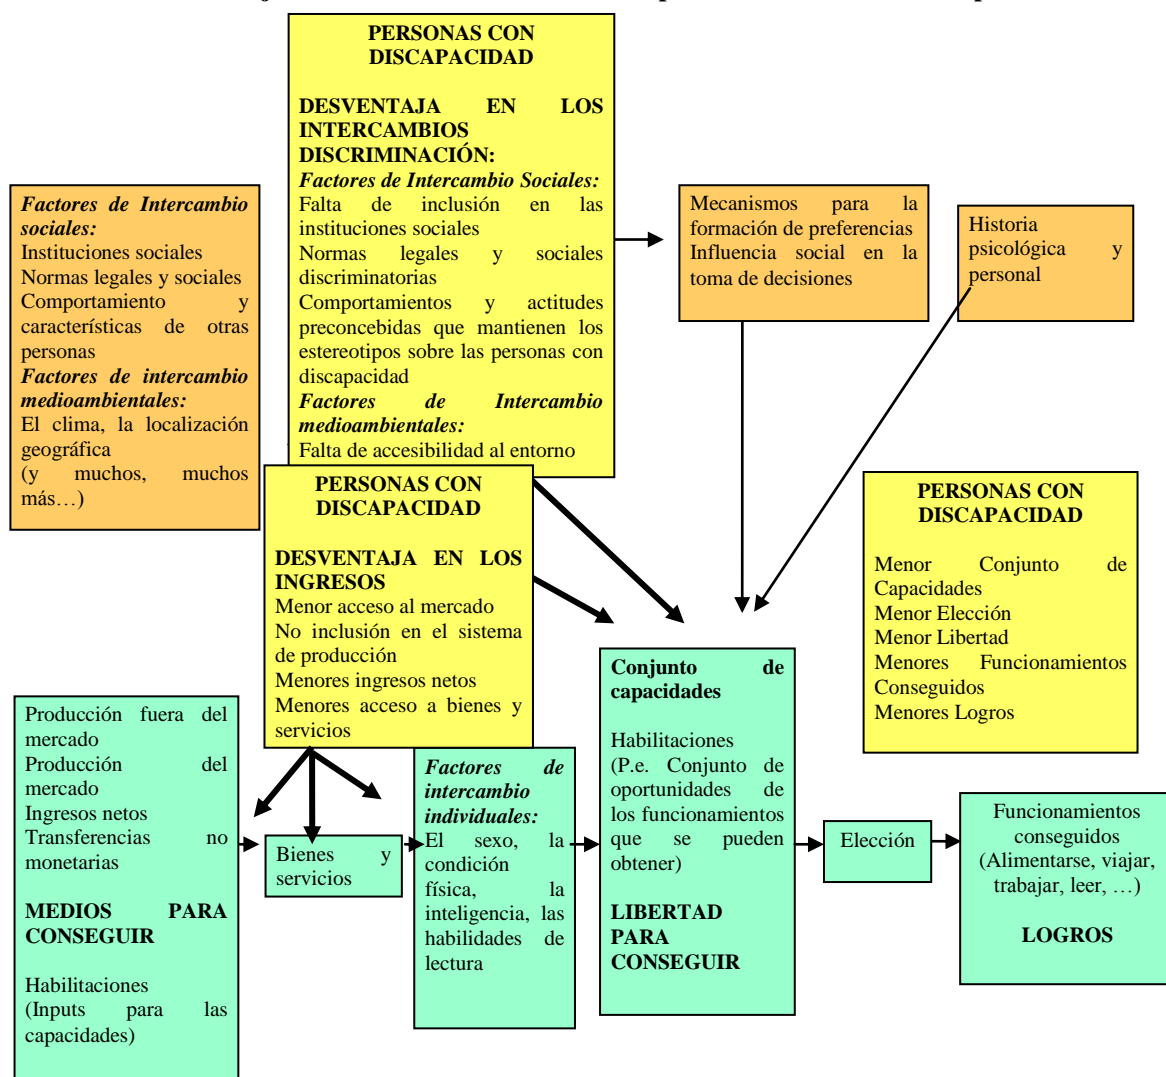 PERSONAS CON
DISCAPACIDAD
DESVENTAJA EN LOS
INTERCAMBIOS
DISCRIMINACIÓN:
Factores de Intercambio Sociales:
Falta de inclusión en las
instituciones sociales
Normas legales y sociales
discriminatorias
Comportamientos y actitudes
preconcebidas que mantienen los
estereotipos sobre las personas con
discapacidad
Factores de Intercambio
medioambientales:
Falta de accesibilidad al entorno
Factores de Intercambio
sociales:
Instituciones sociales
Normas legales y sociales
Comportamiento y
características de otras
personas
Factores de intercambio
medioambientales:
El clima, la localización
geográfica
(y muchos, muchos
más…)
Mecanismos para la
formación de preferencias
Influencia social en la
toma de decisiones
Historia
psicológica y
personal
PERSONAS CON
DISCAPACIDAD
DESVENTAJA EN LOS
INGRESOS
Menor acceso al mercado
No inclusión en el sistema
de producción
Menores ingresos netos
Menores acceso a bienes y
servicios
PERSONAS CON
DISCAPACIDAD
Menor Conjunto de
Capacidades
Menor Elección
Menor Libertad
Menores Funcionamientos
Conseguidos
Menores Logros
Producción fuera del
mercado
Producción del
mercado
Ingresos netos
Transferencias no
monetarias
MEDIOS PARA
CONSEGUIR
Habilitaciones
(Inputs para las
capacidades)
Bienes y
servicios
Factores de
intercambio
individuales:
El sexo, la
condición
física, la
inteligencia, las
habilidades de
lectura
Conjunto de
capacidades
Habilitaciones
(P.e. Conjunto de
oportunidades de
los funcionamientos
que se pueden
obtener)
LIBERTAD
PARA
CONSEGUIR
Elección
Funcionamientos
conseguidos
(Alimentarse, viajar,
trabajar, leer, …)
LOGROS